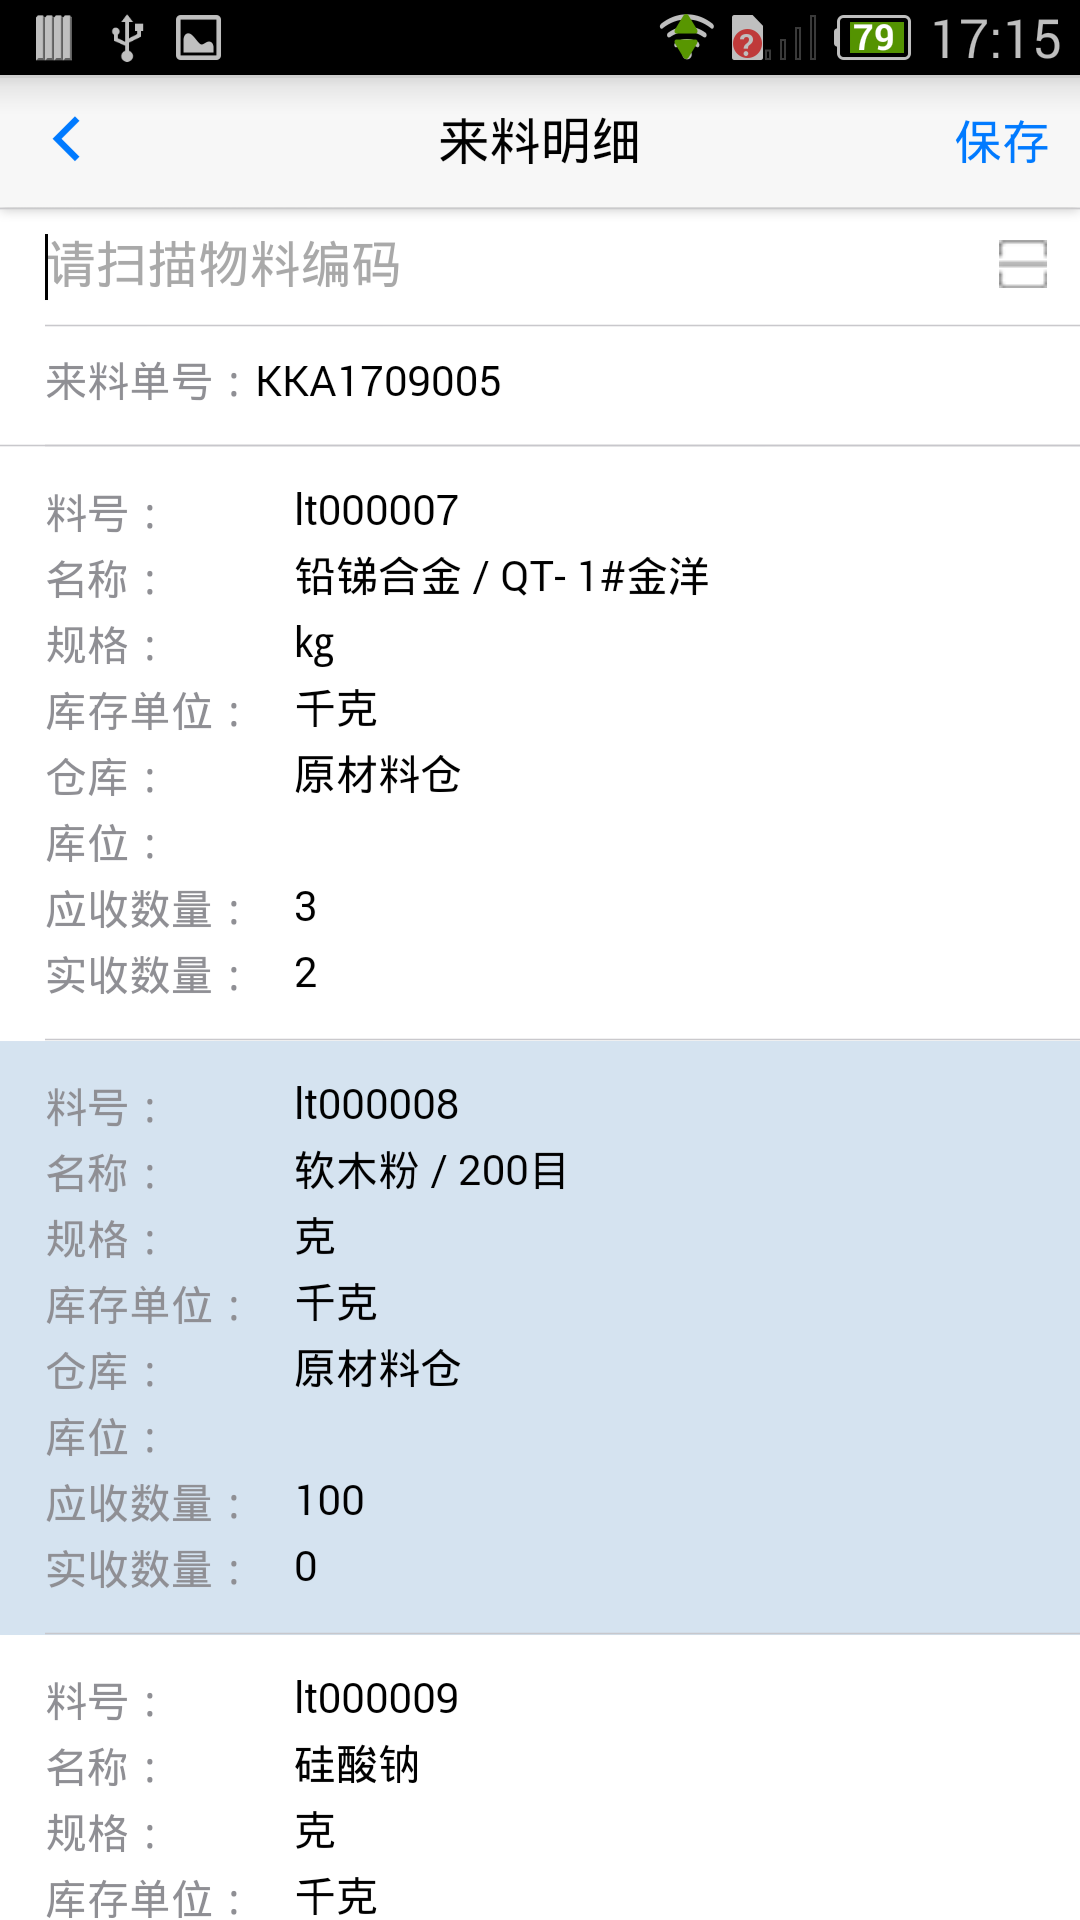 79 17:15
来料明细 保存
请扫描物料编码
来料单号：KKA1709005
料号： lt000007
名称： 铅锑合金 / QT- 1#金洋
规格： kg
库存单位： 千克
仓库： 原材料仓
库位：
应收数量： 3
实收数量： 2
料号： lt000008
名称： 软木粉 / 200目
规格： 克
库存单位： 千克
仓库： 原材料仓
库位：
应收数量： 100
实收数量： 0
料号： lt000009
名称： 硅酸钠
规格： 克
库存单位： 千克